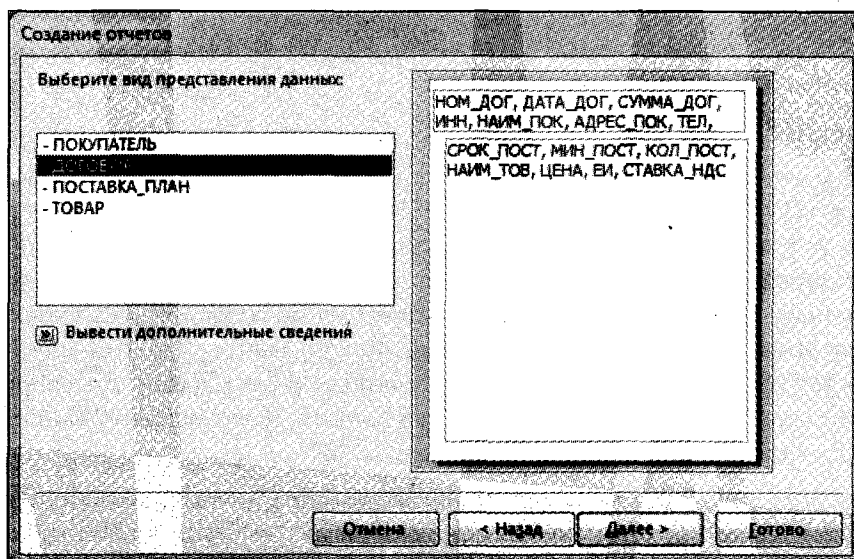 Создание отчетов
Выберите вид представления данных:
- ПОКУПАТЕЛЬ
- ПОСТАВКА_ПЛАН
- ТОВАР
Вывести дополнительные сведения
НОМ_ДОГ, ДАТА_ДОГ, СУММА_ДОГ,
ИНН, НАИМ_ПОК, АДРЕС_ПОК, ТЕЛ,
СРОК_ПОСТ, МИН_ПОСТ, КОЛ_ПОСТ,
НАИМ_ТОВ, ЦЕНА, ЕИ, СТАВКА_НДС
Отмена
< Назад
Далее >
Готово